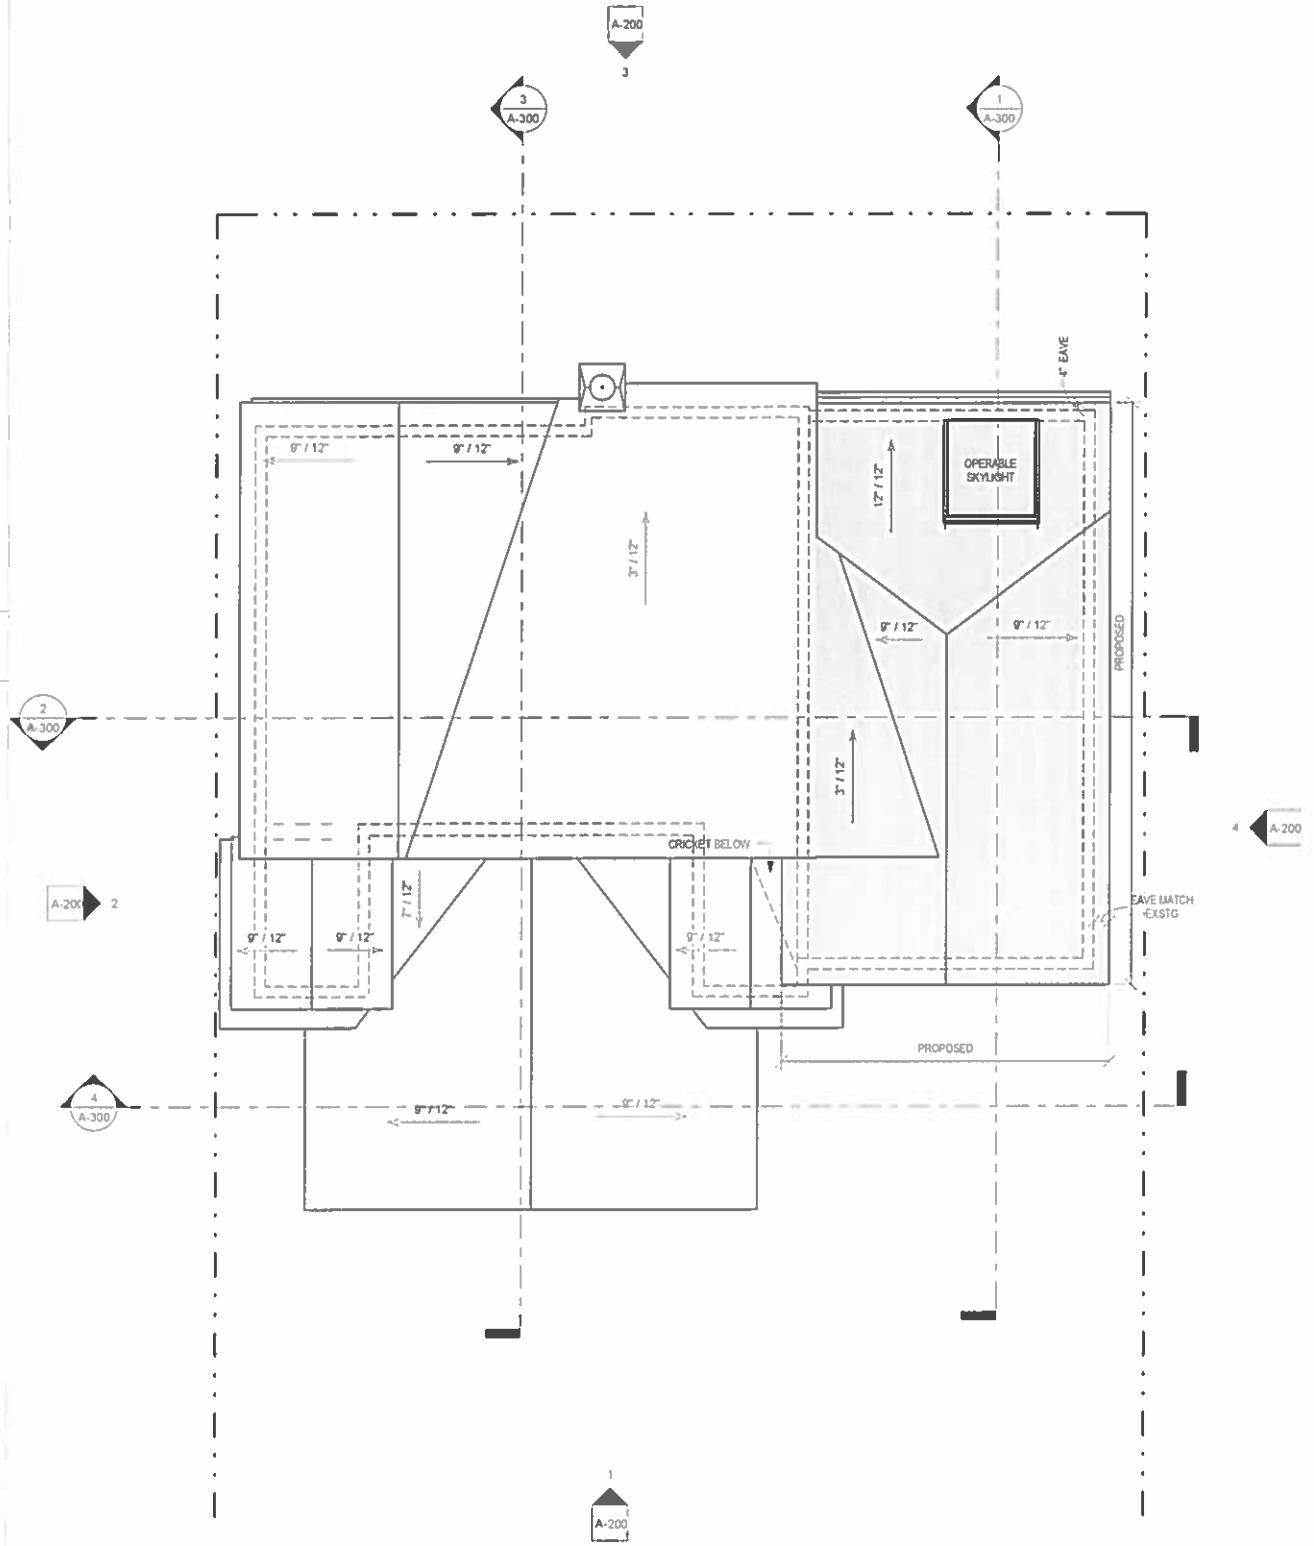 A-200
3
3
A-300
1
A-300
4" EAVE
9" / 12"
9" / 12"
12" / 12"
OPERABLE
SKYLIGHT
3" / 12"
9" / 12"
9" / 12"
PROPOSED
2
A-300
3" / 12"
4
A-200
CRICKET BELOW
A-200
2
7" / 12"
EAVE MATCH
EXSTG
9" / 12"
9" / 12"
9" / 12"
PROPOSED
4
A-300
9" / 12"
9" / 12"
1
A-200